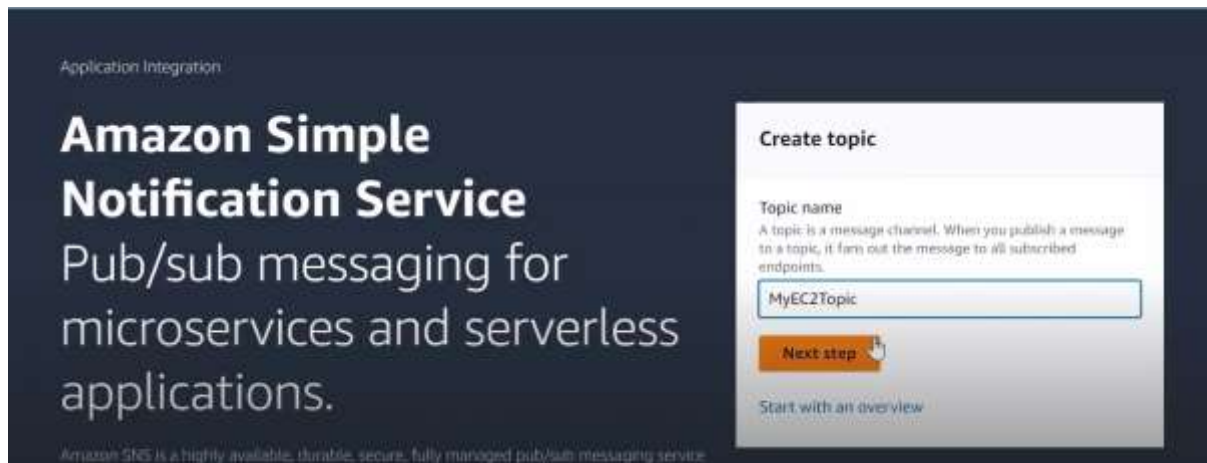 Application Integration
Amazon Simple
Notification Service
Pub/sub messaging for
microservices and serverless
applications.
Amazon SNS is a highly available, durable, secure, fully managed pub/sub messaging service
Create topic
Topic name
A topic is a message channel. When you publish a message
to a topic, it fans out the message to all subscribed
endpoints.
MyEC2Topic
Next step
Start with an overview